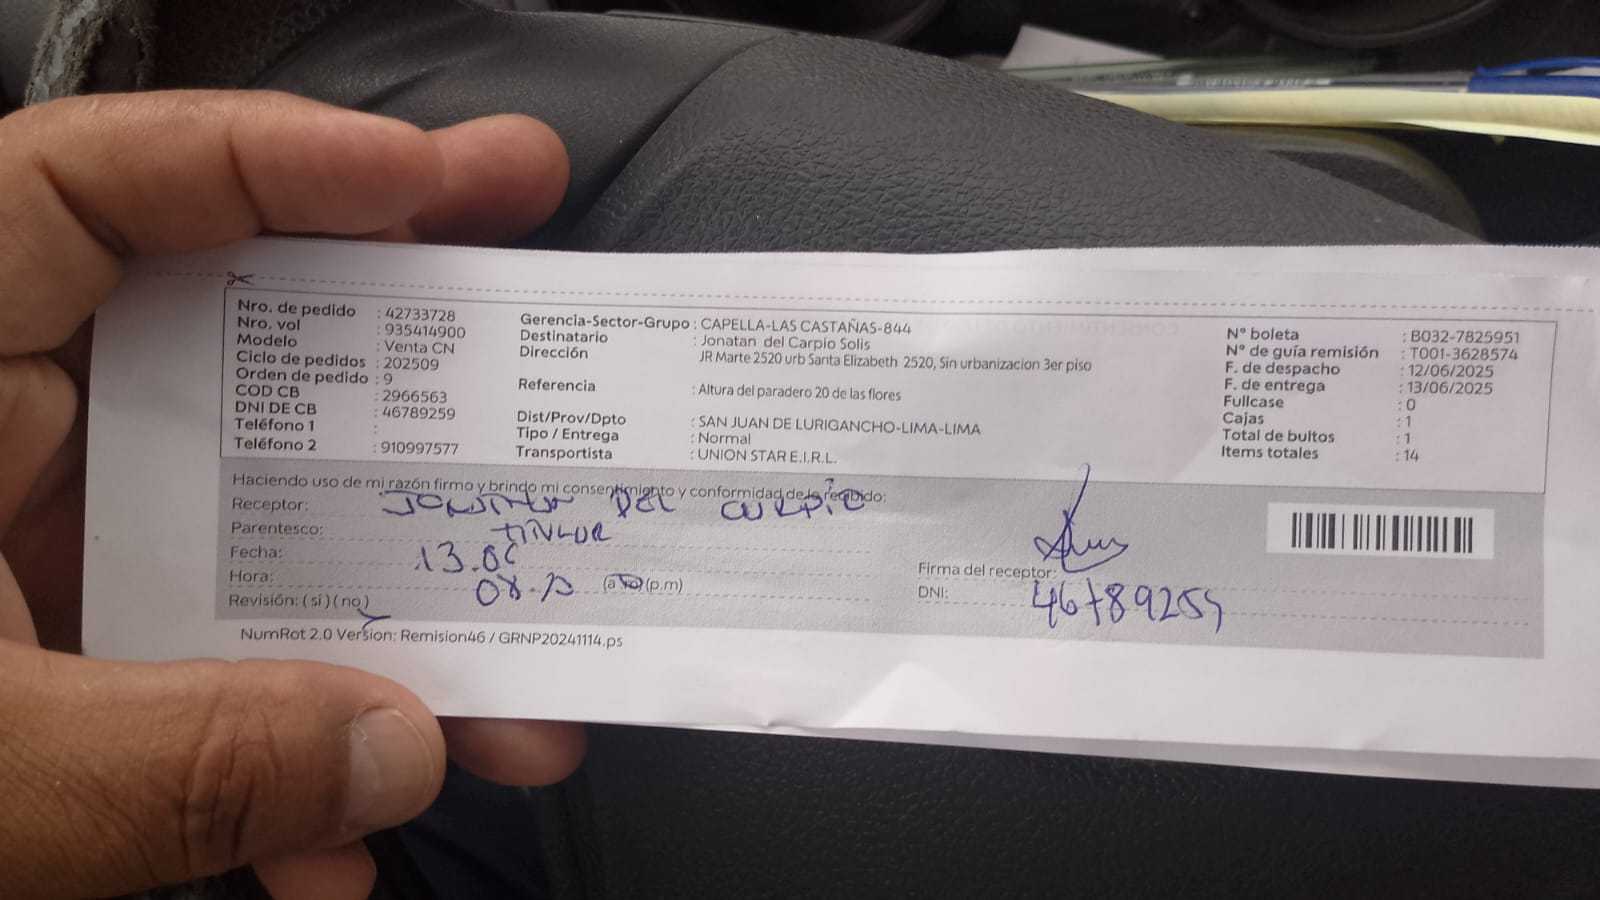 Nro. de pedido : 42733728
Nro. vol : 935414900
Modelo : Venta CN
Ciclo de pedidos : 202509
Orden de pedido : 9
COD CB : 2966563
DNI DE CB : 46789259
Teléfono 1 :
Teléfono 2 : 910997577
Gerencia-Sector-Grupo : CAPELLA-LAS CASTAÑAS-844
Destinatario : Jonatan del Carpio Solis
Dirección JR Marte 2520 urb Santa Elizabeth 2520, Sin urbanizacion 3er piso
Referencia : Altura del paradero 20 de las flores
Dist/Prov/Dpto : SAN JUAN DE LURIGANCHO-LIMA-LIMA
Tipo / Entrega : Normal
Transportista : UNION STAR E.I.R.L.
N° boleta : B032-7825951
N° de guía remisión : T001-3628574
F. de despacho : 12/06/2025
F. de entrega : 13/06/2025
Fullcase : 0
Cajas : 1
Total de bultos : 1
Items totales : 14
Haciendo uso de mi razón firmo y brindo mi consentimiento y conformidad de lo recibido:
Receptor: JONATAN DEL CARPIO
Parentesco: TITULAR
Fecha: 13.06
Hora: (a.m) (p.m)
Revisión: (si) (no)
Firma del receptor:
DNI: 46789259
NumRot 2.0 Version: Remision46 / GRNP20241114.ps